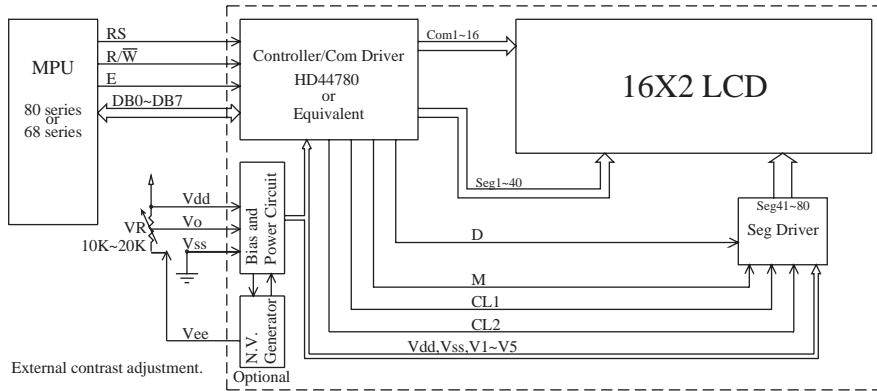 MPU
80 series
or
68 series
RS
R/W̅
E
DB0~DB7
Controller/Com Driver
HD44780
or
Equivalent
Com1~16
16X2 LCD
Seg1~40
Seg41~80
Seg Driver
D
M
CL1
CL2
Vdd,Vss,V1~V5
Vdd
Vo
Vss
VR
10K~20K
Bias and
Power Circuit
N.V.
Generator
Vee
Optional
External contrast adjustment.